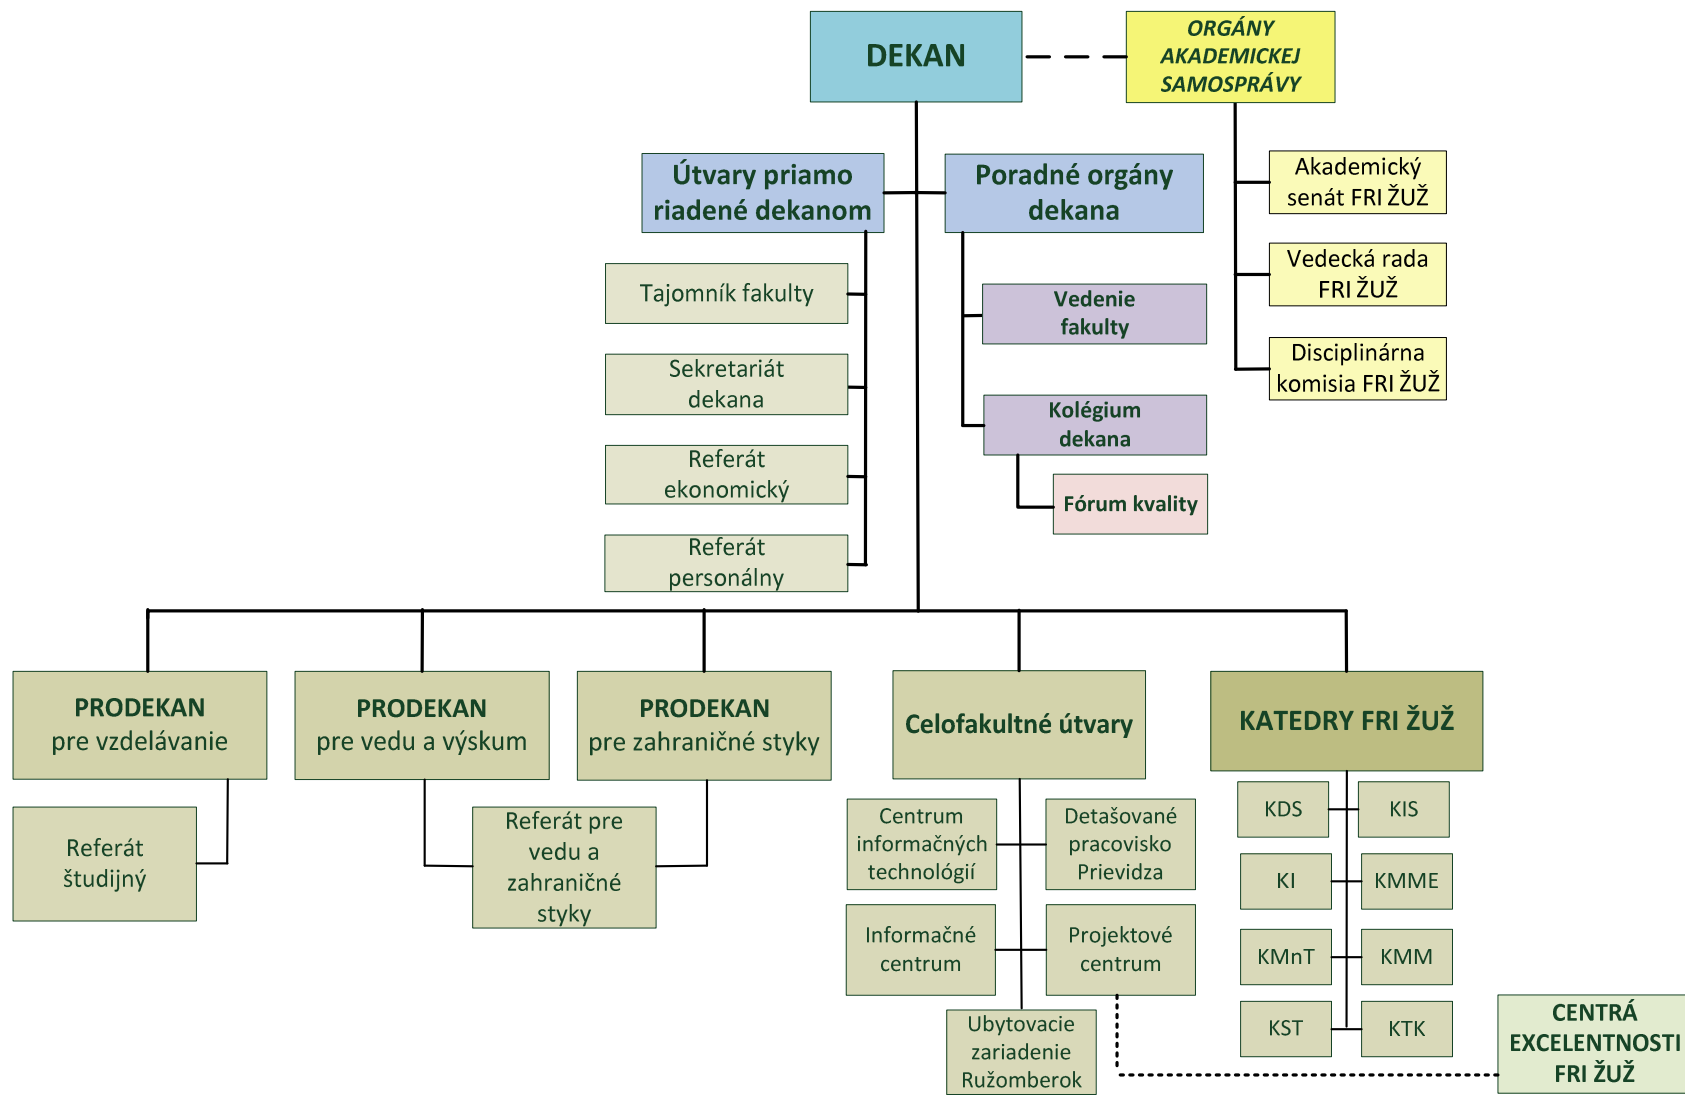 DEKAN
ORGÁNY
AKADEMICKEJ
SAMOSPRÁVY
Útvary priamo
riadené dekanom
Poradné orgány
dekana
Akademický
senát FRI ŽUŽ
Vedecká rada
FRI ŽUŽ
Disciplinárna
komisia FRI ŽUŽ
Tajomník fakulty
Sekretariát
dekana
Referát
ekonomický
Referát
personálny
Vedenie
fakulty
Kolégium
dekana
Fórum kvality
PRODEKAN
pre vzdelávanie
PRODEKAN
pre vedu a výskum
PRODEKAN
pre zahraničné styky
Celofakultné útvary
KATEDRY FRI ŽUŽ
Referát
študijný
Referát pre
vedu a
zahraničné
styky
Centrum
informačných
technológií
Detašované
pracovisko
Prievidza
Informačné
centrum
Projektové
centrum
Ubytovacie
zariadenie
Ružomberok
KDS
KIS
KI
KMME
KMnT
KMM
KST
KTK
CENTRÁ
EXCELENTNOSTI
FRI ŽUŽ